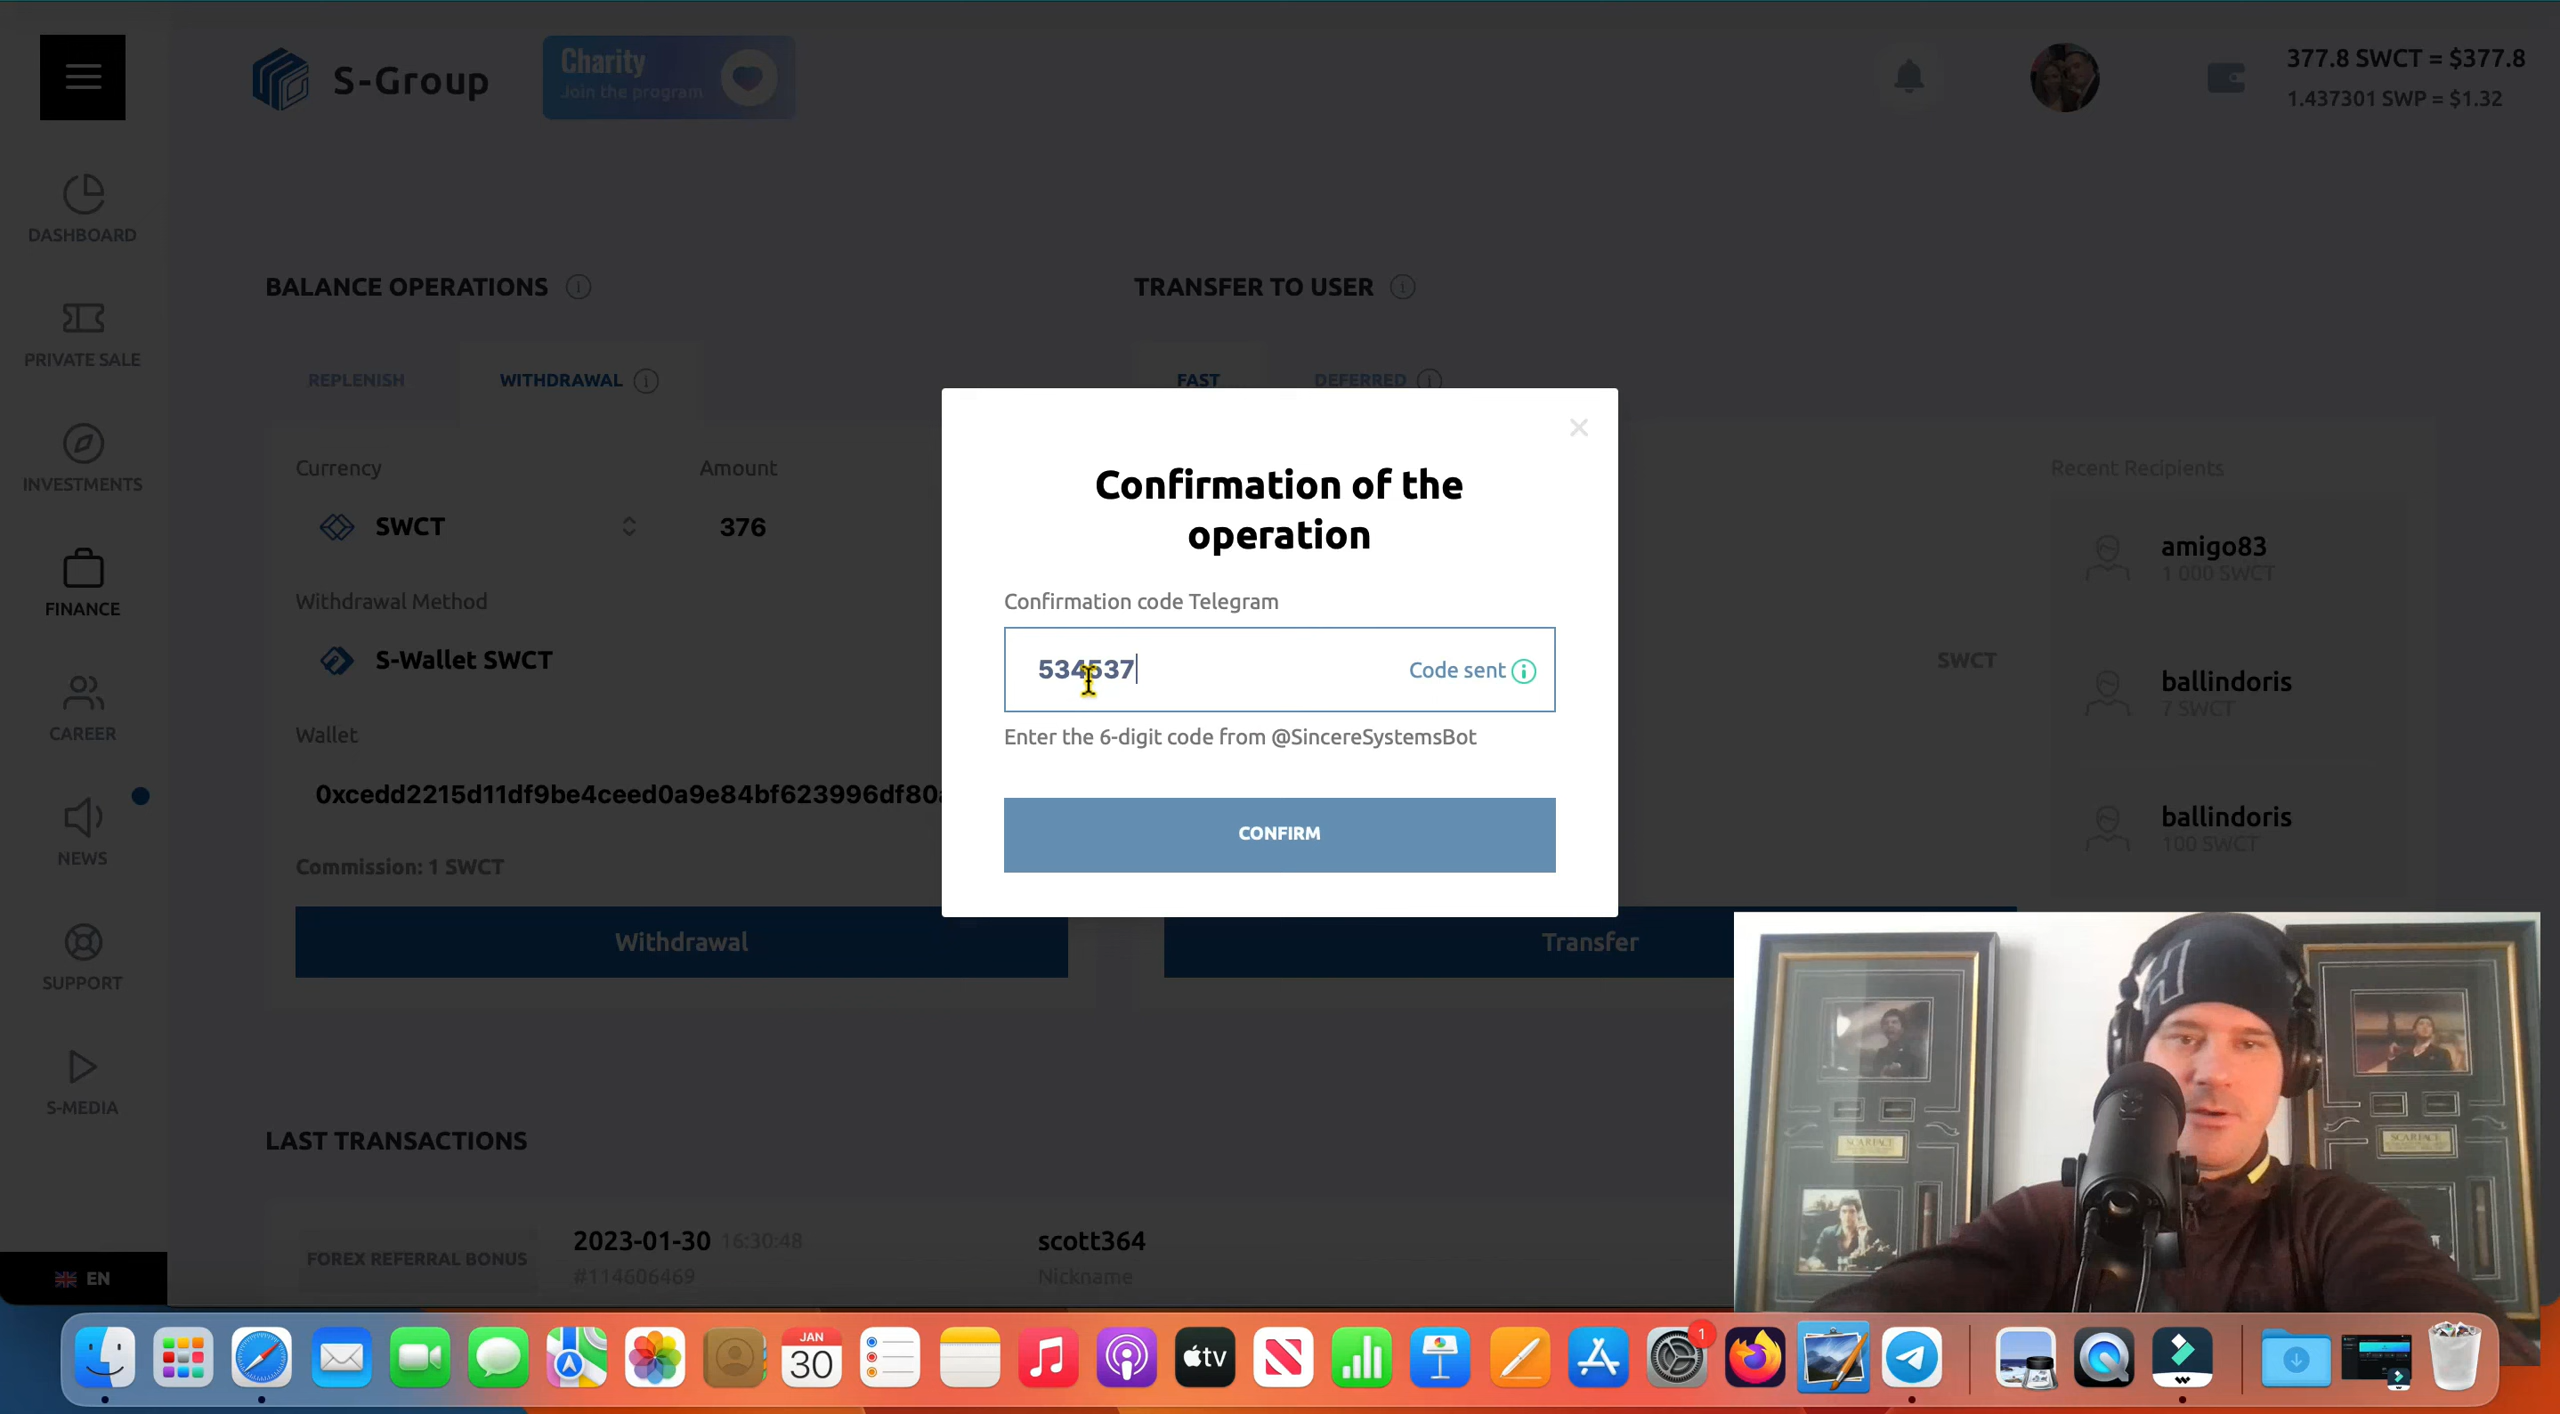 S-Group
Charity
Join the program
377.8 SWCT = $377.8
1.437301 SWP = $1.32
DASHBOARD
PRIVATE SALE
INVESTMENTS
FINANCE
CAREER
NEWS
SUPPORT
S-MEDIA
EN
BALANCE OPERATIONS
TRANSFER TO USER
REPLENISH
WITHDRAWAL
FAST
DEFERRED
Currency
Amount
SWCT
376
Withdrawal Method
S-Wallet SWCT
Wallet
0xcedd2215d11df9be4ceed0a9e84bf623996df80
Commission: 1 SWCT
Withdrawal
Confirmation of the
operation
Confirmation code Telegram
534537
Code sent
Enter the 6-digit code from @SincereSystemsBot
CONFIRM
SWCT
Transfer
Recent Recipients
amigo83
1 000 SWCT
ballindoris
7 SWCT
ballindoris
100 SWCT
LAST TRANSACTIONS
FOREX REFERRAL BONUS
2023-01-30 16:30:48
#114606469
scott364
Nickname
SCARFACE
SCARFACE
JAN
30
tv
1